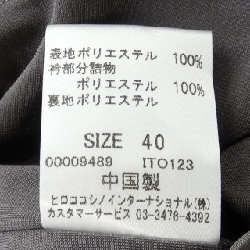 表地ポリエステル 100%
衿部分詰物
ポリエステル 100%
裏地ポリエステル
SIZE 40
00009489 ITO123
中国製
ヒロココシノインターナショナル(株)
カスタマーサービス 03-3478-4392